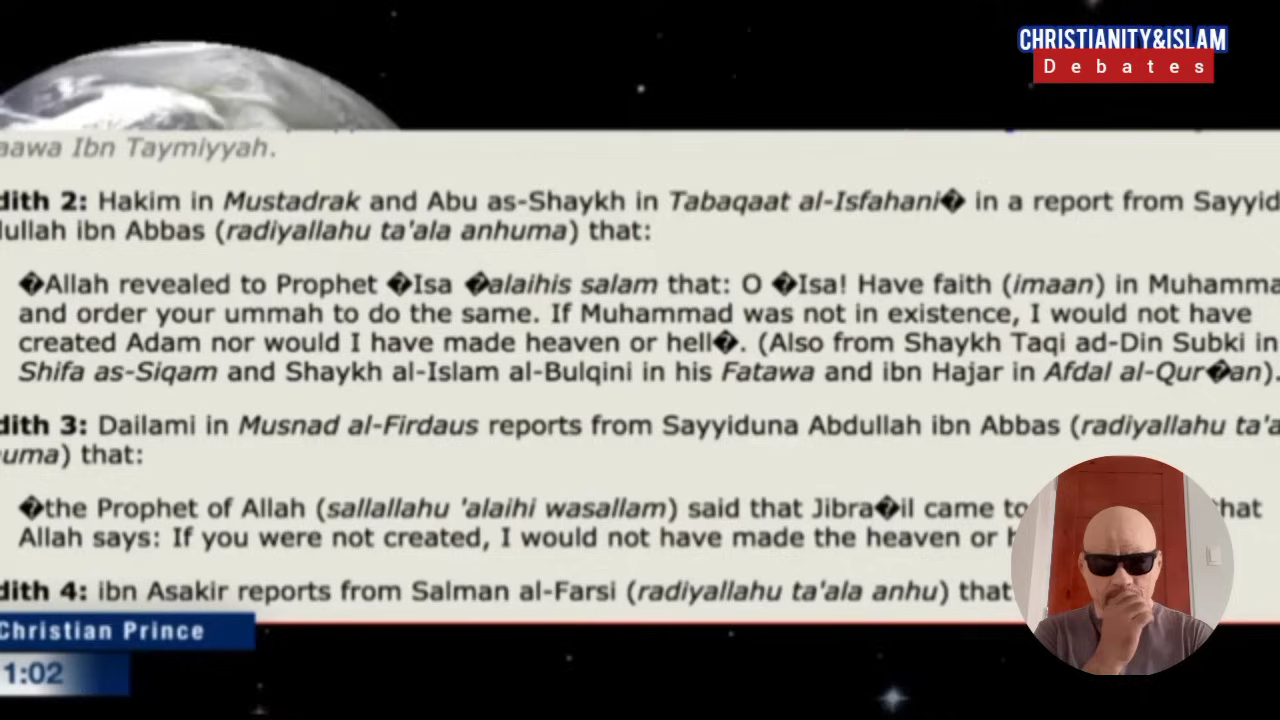 CHRISTIANITY&ISLAM
Debates
aawa Ibn Taymiyyah.
dith 2: Hakim in Mustadrak and Abu as-Shaykh in Tabaqaat al-Isfahani� in a report from Sayyid
lullah ibn Abbas (radiyallahu ta'ala anhuma) that:
�Allah revealed to Prophet �Isa �alaihis salam that: O �Isa! Have faith (imaan) in Muhamma
and order your ummah to do the same. If Muhammad was not in existence, I would not have
created Adam nor would I have made heaven or hell�. (Also from Shaykh Taqi ad-Din Subki in
Shifa as-Siqam and Shaykh al-Islam al-Bulqini in his Fatawa and ibn Hajar in Afdal al-Qur�an).
dith 3: Dailami in Musnad al-Firdaus reports from Sayyiduna Abdullah ibn Abbas (radiyallahu ta'a
uma) that:
�the Prophet of Allah (sallallahu 'alaihi wasallam) said that Jibra�il came to that
Allah says: If you were not created, I would not have made the heaven or h
dith 4: ibn Asakir reports from Salman al-Farsi (radiyallahu ta'ala anhu) that
Christian Prince
1:02